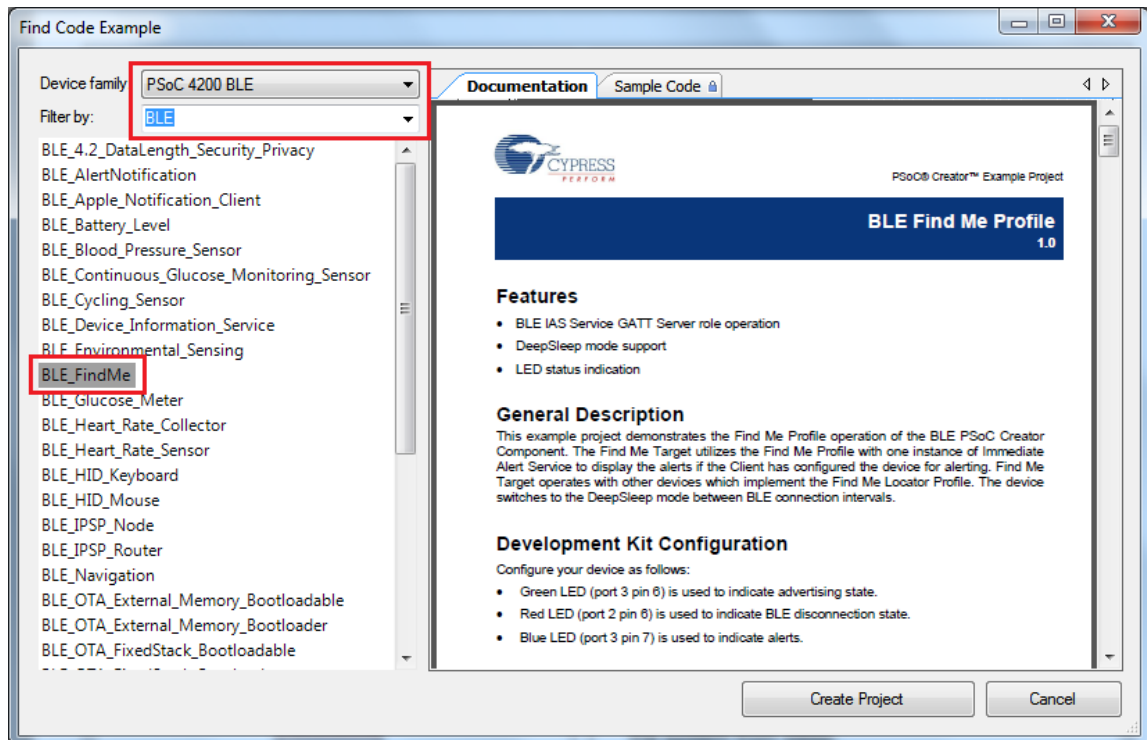 Find Code Example
Device family
PSoC 4200 BLE
Filter by:
BLE
BLE_4.2_DataLength_Security_Privacy
BLE_AlertNotification
BLE_Apple_Notification_Client
BLE_Battery_Level
BLE_Blood_Pressure_Sensor
BLE_Continuous_Glucose_Monitoring_Sensor
BLE_Cycling_Sensor
BLE_Device_Information_Service
BLE_Environmental_Sensing
BLE_FindMe
BLE_Glucose_Meter
BLE_Heart_Rate_Collector
BLE_Heart_Rate_Sensor
BLE_HID_Keyboard
BLE_HID_Mouse
BLE_IPSP_Node
BLE_IPSP_Router
BLE_Navigation
BLE_OTA_External_Memory_Bootloadable
BLE_OTA_External_Memory_Bootloader
BLE_OTA_FixedStack_Bootloadable
Documentation
Sample Code
CYPRESS
PERFORM
PSoC® Creator™ Example Project
BLE Find Me Profile
1.0
Features
• BLE IAS Service GATT Server role operation
• DeepSleep mode support
• LED status indication
General Description
This example project demonstrates the Find Me Profile operation of the BLE PSoC Creator
Component. The Find Me Target utilizes the Find Me Profile with one instance of Immediate
Alert Service to display the alerts if the Client has configured the device for alerting. Find Me
Target operates with other devices which implement the Find Me Locator Profile. The device
switches to the DeepSleep mode between BLE connection intervals.
Development Kit Configuration
Configure your device as follows:
• Green LED (port 3 pin 6) is used to indicate advertising state.
• Red LED (port 2 pin 6) is used to indicate BLE disconnection state.
• Blue LED (port 3 pin 7) is used to indicate alerts.
Create Project
Cancel